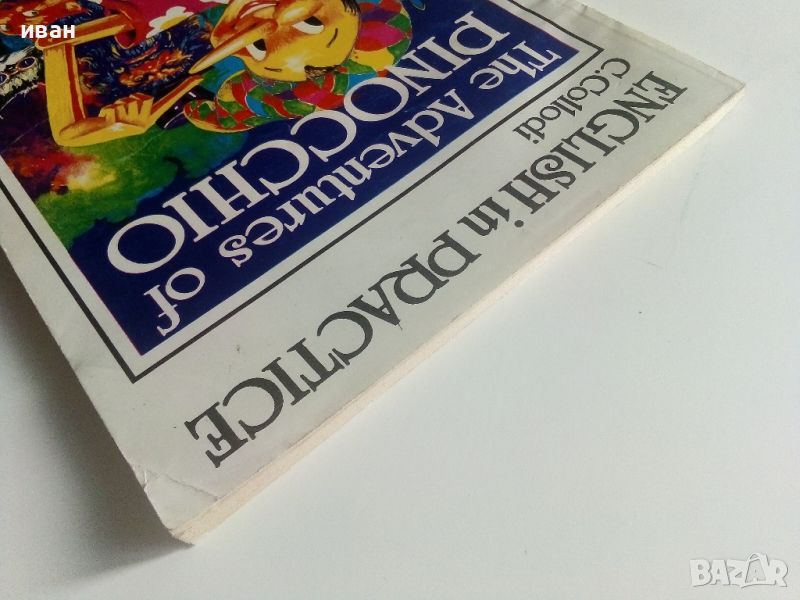 иван
ENGLISH in PRACTICE
C. Collodi
The Adventures of
PINOCCHIO
BAZAR